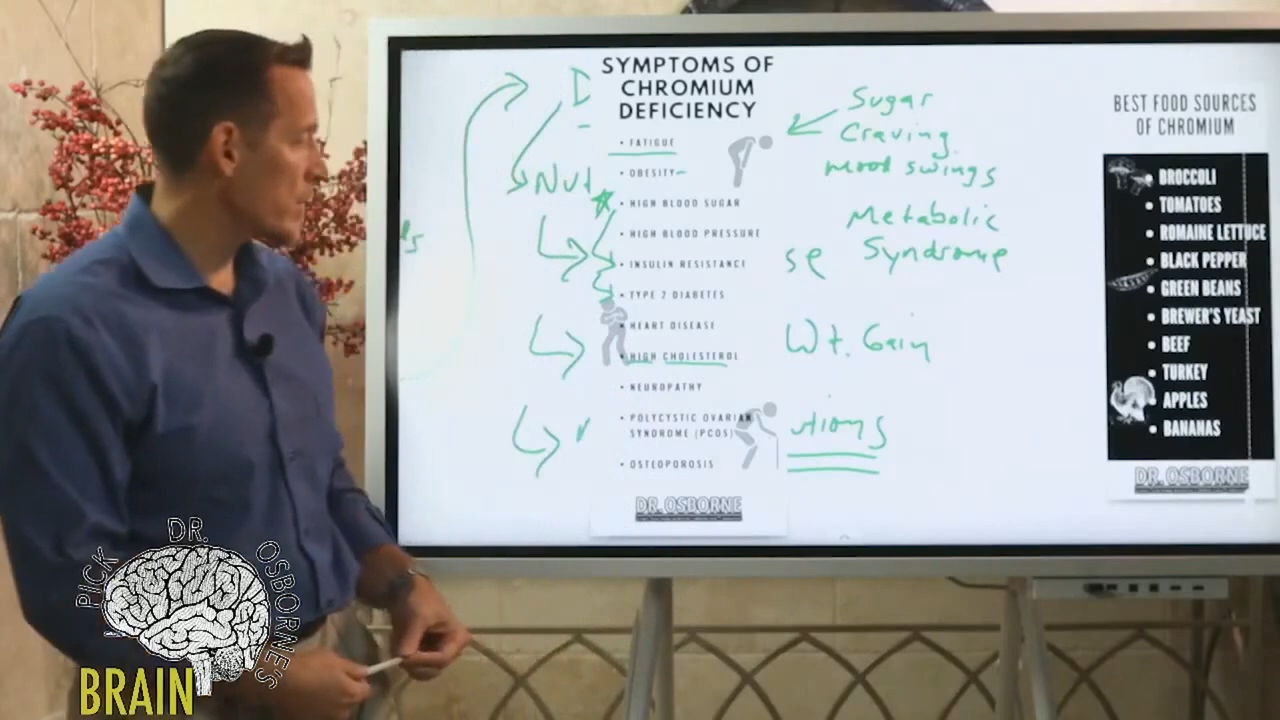 SYMPTOMS OF
CHROMIUM
DEFICIENCY
• FATIGUE
• OBESITY
• HIGH BLOOD SUGAR
• HIGH BLOOD PRESSURE
• INSULIN RESISTANCE
• TYPE 2 DIABETES
• HEART DISEASE
• HIGH CHOLESTEROL
• NEUROPATHY
• POLYCYSTIC OVARIAN
SYNDROME (PCOS)
• OSTEOPOROSIS
DR. OSBORNE
Nut
Sugar
Craving
mood swings
Metabolic
se Syndrome
Wt. Gain
ations
BEST FOOD SOURCES
OF CHROMIUM
• BROCCOLI
• TOMATOES
• ROMAINE LETTUCE
• BLACK PEPPER
• GREEN BEANS
• BREWER'S YEAST
• BEEF
• TURKEY
• APPLES
• BANANAS
DR. OSBORNE
PICK DR. OSBORNE'S
BRAIN